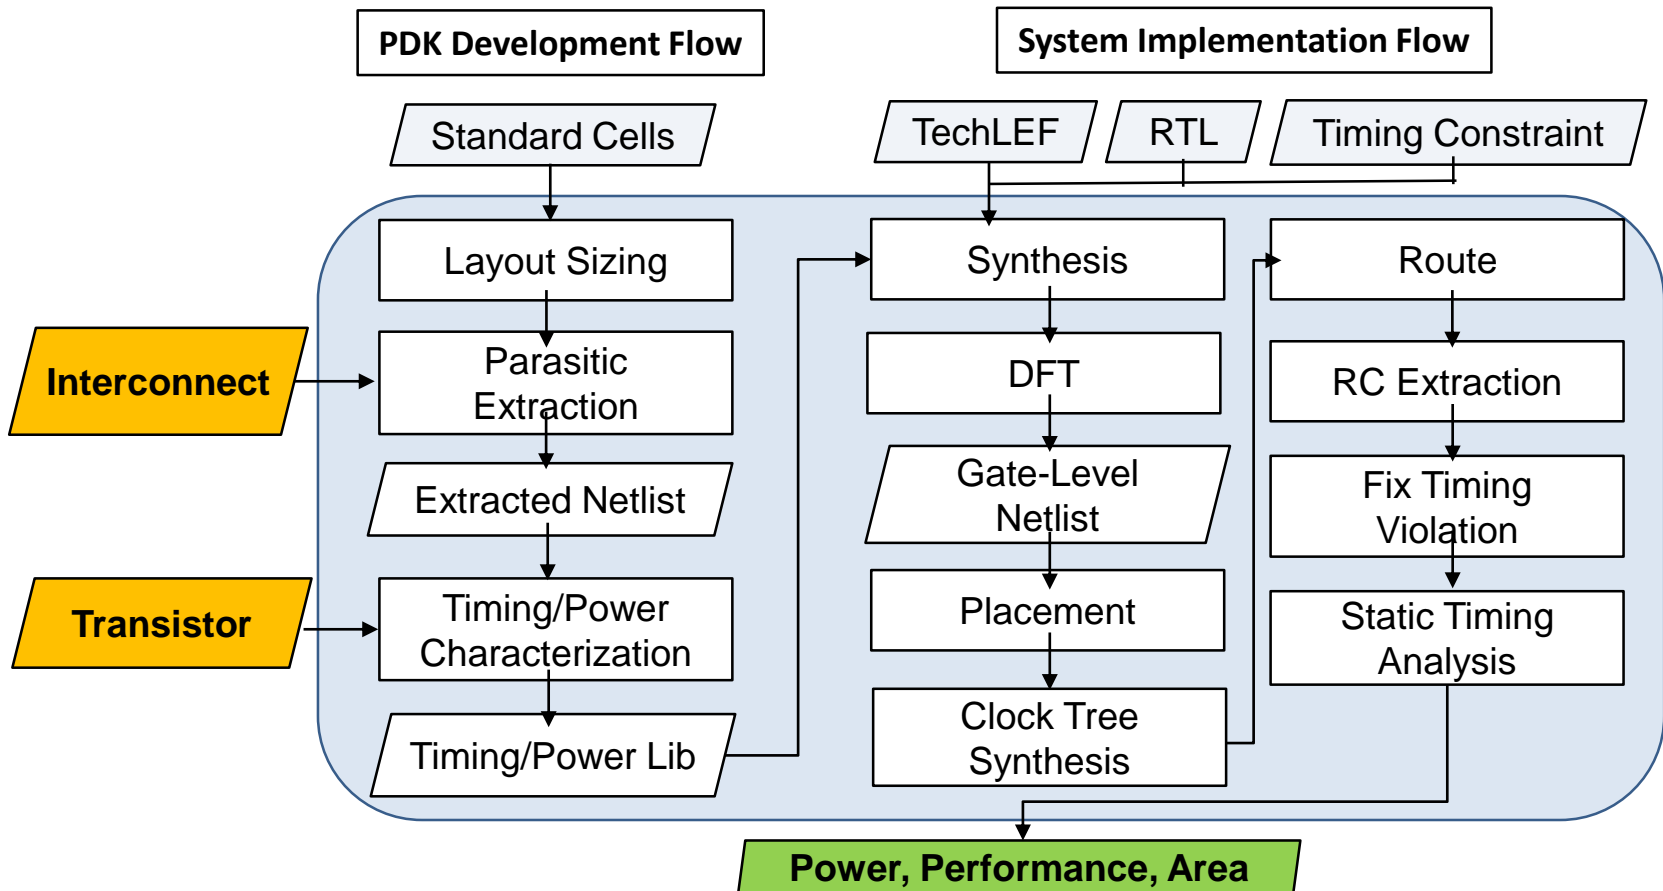 PDK Development Flow
System Implementation Flow
Standard Cells
TechLEF
RTL
Timing Constraint
Layout Sizing
Synthesis
Route
Interconnect
Parasitic
Extraction
DFT
RC Extraction
Extracted Netlist
Gate-Level
Netlist
Fix Timing
Violation
Transistor
Timing/Power
Characterization
Placement
Static Timing
Analysis
Timing/Power Lib
Clock Tree
Synthesis
Power, Performance, Area